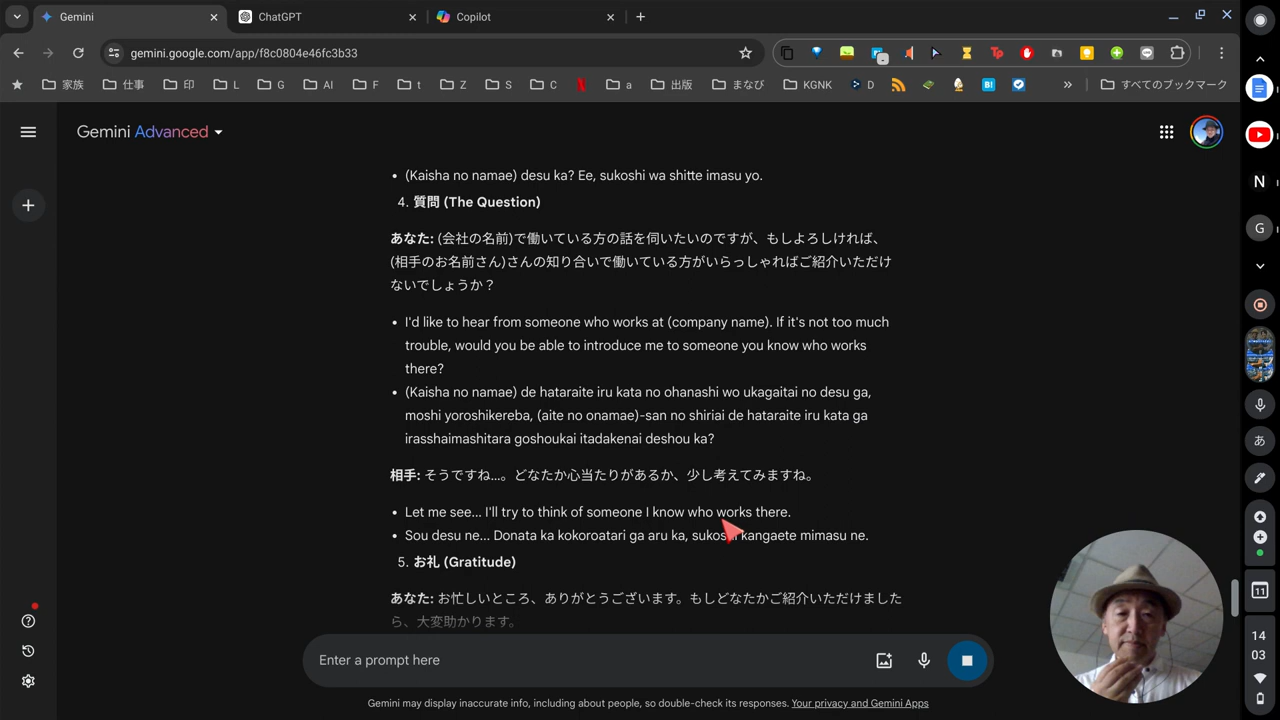 Gemini
ChatGPT
Copilot
gemini.google.com/app/f8c0804e46fc3b33
家族
仕事
印
L
G
AI
F
t
Z
S
C
a
出版
まなび
KGNK
D
すべてのブックマーク
Gemini Advanced
(Kaisha no namae) desu ka? Ee, sukoshi wa shitte imasu yo.
4. 質問 (The Question)
あなた: (会社の名前)で働いている方の話を伺いたいのですが、もしよろしければ、
(相手のお名前さん)さんの知り合いで働いている方がいらっしゃればご紹介いただけ
ないでしょうか？
I'd like to hear from someone who works at (company name). If it's not too much
trouble, would you be able to introduce me to someone you know who works
there?
(Kaisha no namae) de hataraite iru kata no ohanashi wo ukagaitai no desu ga,
moshi yoroshikereba, (aite no onamae)-san no shiriai de hataraite iru kata ga
irasshaimashitara goshoukai itadakenai deshou ka?
相手: そうですね...。どなたか心当たりがあるか、少し考えてみますね。
Let me see... I'll try to think of someone I know who works there.
Sou desu ne... Donata ka kokoroatari ga aru ka, sukoshi kangaete mimasu ne.
5. お礼 (Gratitude)
あなた: お忙しいところ、ありがとうございます。もしどなたかご紹介いただけました
ら、大変助かります。
Enter a prompt here
Gemini may display inaccurate info, including about people, so double-check its responses. Your privacy and Gemini Apps
N
G
あ
11
14
03